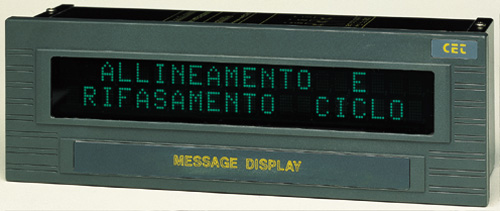 CET
ALLINEAMENTO E
RIFASAMENTO CICLO
MESSAGE DISPLAY